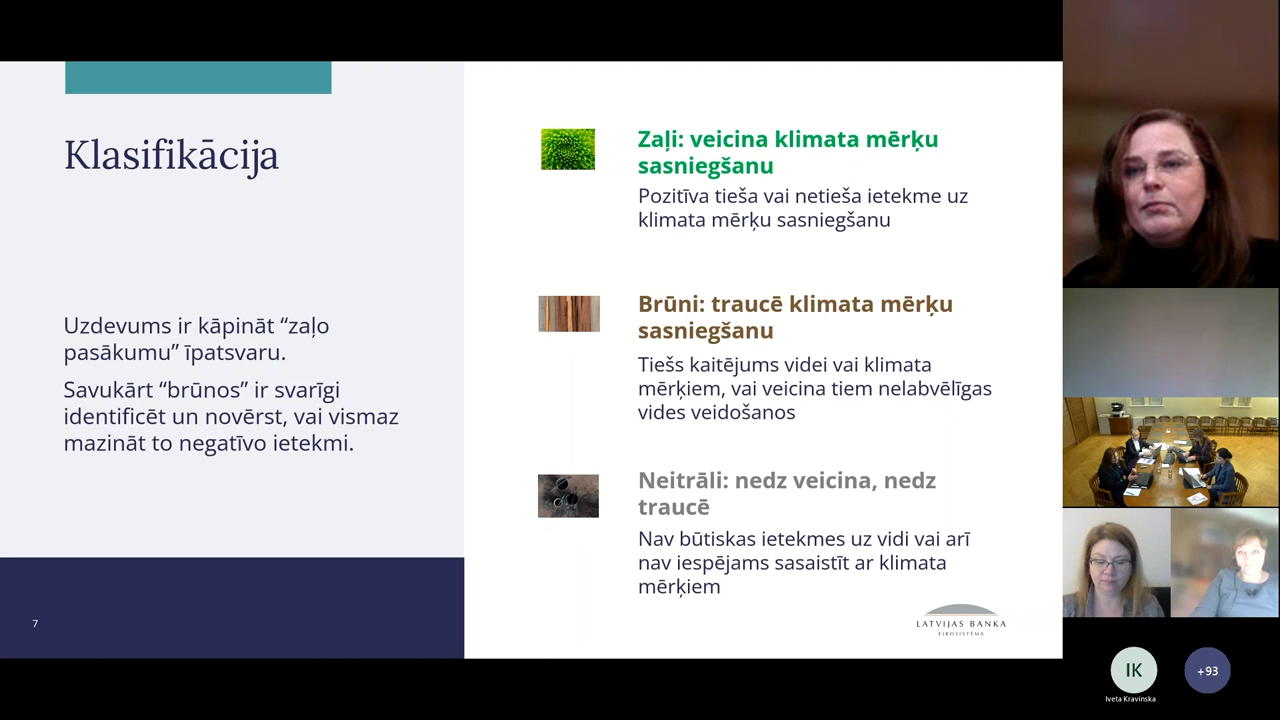 Klasifikācija
Uzdevums ir kāpināt “zaļo
pasākumu” īpatsvaru.
Savukārt “brūnos” ir svarīgi
identificēt un novērst, vai vismaz
mazināt to negatīvo ietekmi.
7
Zaļi: veicina klimata mērķu
sasniegšanu
Pozitīva tieša vai netieša ietekme uz
klimata mērķu sasniegšanu
Brūni: traucē klimata mērķu
sasniegšanu
Tiešs kaitējums videi vai klimata
mērķiem, vai veicina tiem nelabvēlīgas
vides veidošanos
Neitrāli: nedz veicina, nedz
traucē
Nav būtiskas ietekmes uz vidi vai arī
nav iespējams sasaistīt ar klimata
mērķiem
LATVIJAS BANKA
EIROSISTĒMA
IK
+93
Iveta Kravinska